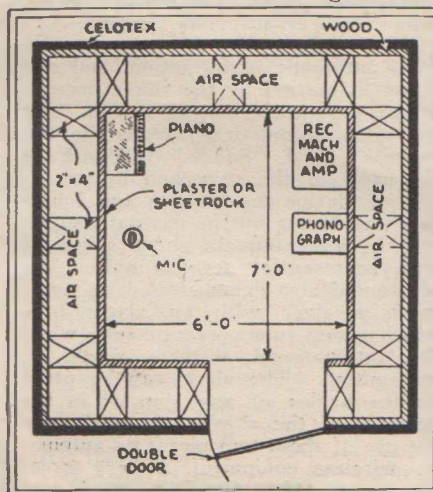 CELOTEX
WOOD
AIR SPACE
PIANO
REC
MACH
AND
AMP
2"=4"
PLASTER OR
SHEETROCK
PHONO-
GRAPH
AIR SPACE
AIR SPACE
MIC
7'-0"
6'-0"
DOUBLE
DOOR